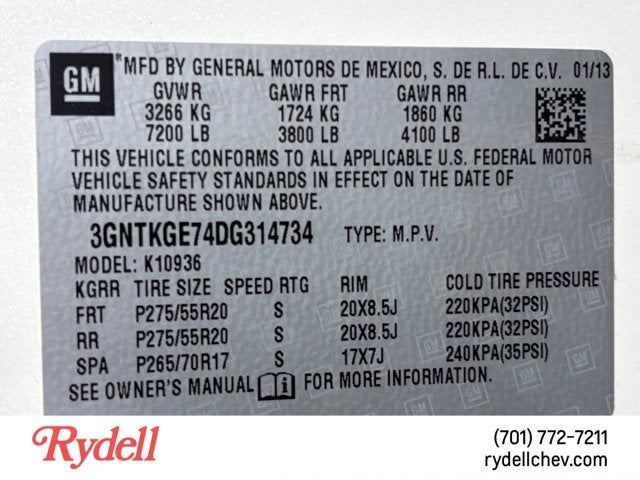 GM
MFD BY GENERAL MOTORS DE MEXICO, S. DE R.L. DE C.V. 01/13
GVWR GAWR FRT GAWR RR
3266 KG 1724 KG 1860 KG
7200 LB 3800 LB 4100 LB
THIS VEHICLE CONFORMS TO ALL APPLICABLE U.S. FEDERAL MOTOR
VEHICLE SAFETY STANDARDS IN EFFECT ON THE DATE OF
MANUFACTURE SHOWN ABOVE.
3GNTKGE74DG314734 TYPE: M.P.V.
MODEL: K10936
KGRR TIRE SIZE SPEED RTG RIM COLD TIRE PRESSURE
FRT P275/55R20 S 20X8.5J 220KPA(32PSI)
RR P275/55R20 S 20X8.5J 220KPA(32PSI)
SPA P265/70R17 S 17X7J 240KPA(35PSI)
SEE OWNER'S MANUAL FOR MORE INFORMATION.
Rydell
(701) 772-7211
rydellchev.com